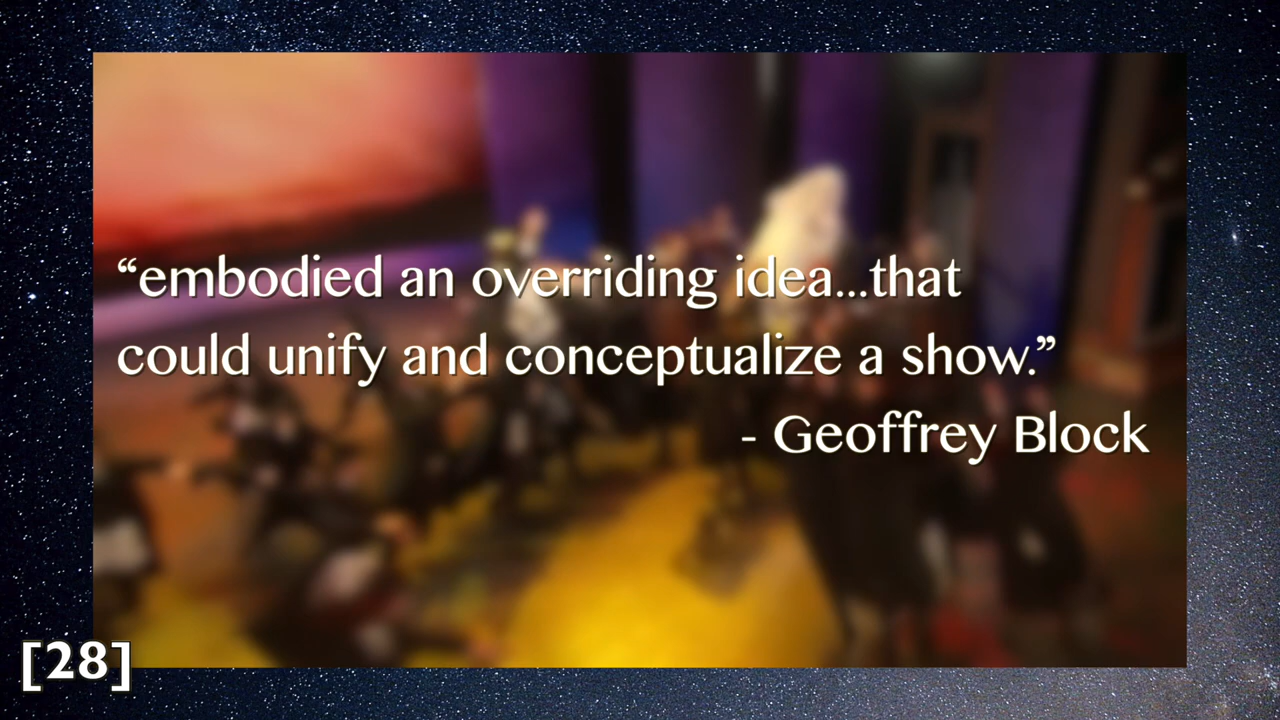 “embodied an overriding idea...that
could unify and conceptualize a show.”
- Geoffrey Block
[28]